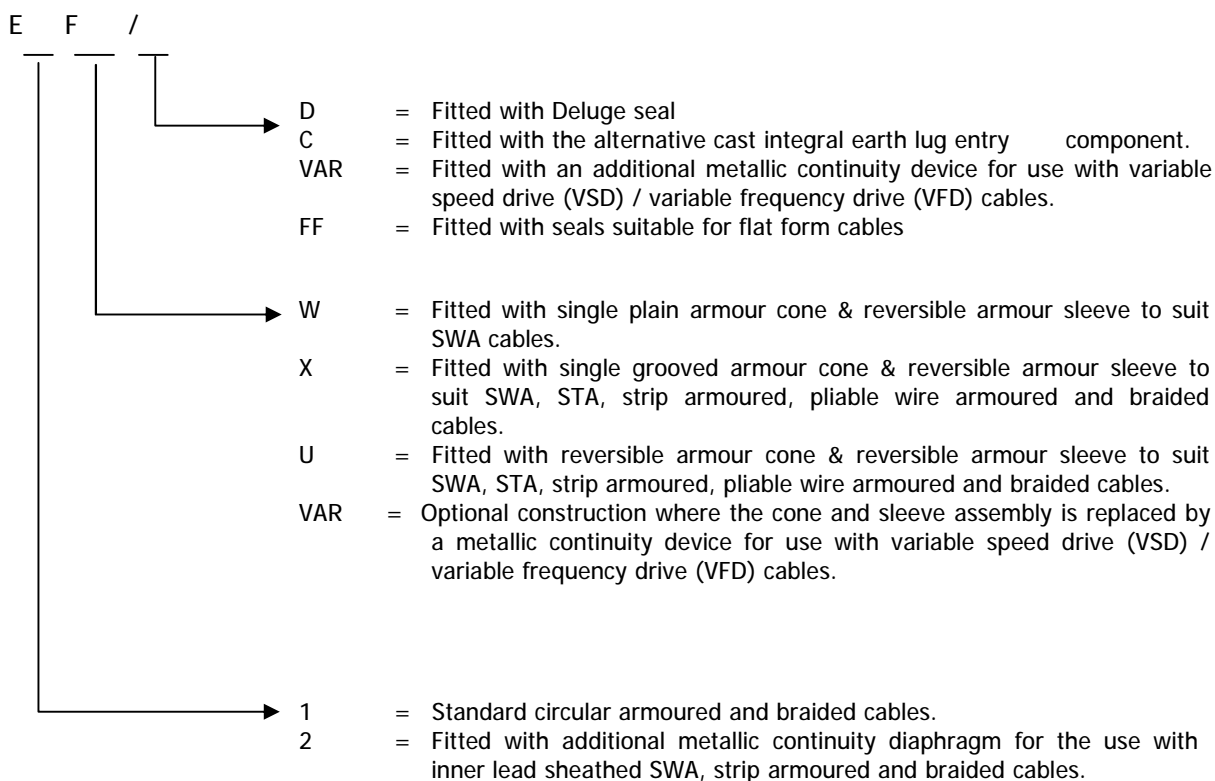 E F /
D = Fitted with Deluge seal
C = Fitted with the alternative cast integral earth lug entry component.
VAR = Fitted with an additional metallic continuity device for use with variable
speed drive (VSD) / variable frequency drive (VFD) cables.
FF = Fitted with seals suitable for flat form cables
W = Fitted with single plain armour cone & reversible armour sleeve to suit
SWA cables.
X = Fitted with single grooved armour cone & reversible armour sleeve to
suit SWA, STA, strip armoured, pliable wire armoured and braided
cables.
U = Fitted with reversible armour cone & reversible armour sleeve to suit
SWA, STA, strip armoured, pliable wire armoured and braided cables.
VAR = Optional construction where the cone and sleeve assembly is replaced by
a metallic continuity device for use with variable speed drive (VSD) /
variable frequency drive (VFD) cables.
1 = Standard circular armoured and braided cables.
2 = Fitted with additional metallic continuity diaphragm for the use with
inner lead sheathed SWA, strip armoured and braided cables.